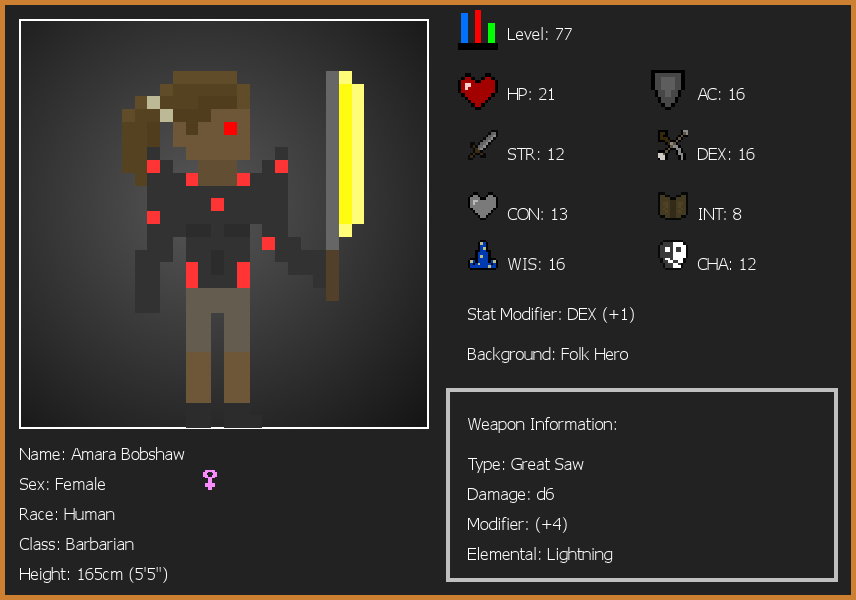 Level: 77
HP: 21
AC: 16
STR: 12
DEX: 16
CON: 13
INT: 8
WIS: 16
CHA: 12
Stat Modifier: DEX (+1)
Background: Folk Hero
Weapon Information:
Type: Great Saw
Damage: d6
Modifier: (+4)
Elemental: Lightning
Name: Amara Bobshaw
Sex: Female
Race: Human
Class: Barbarian
Height: 165cm (5'5")